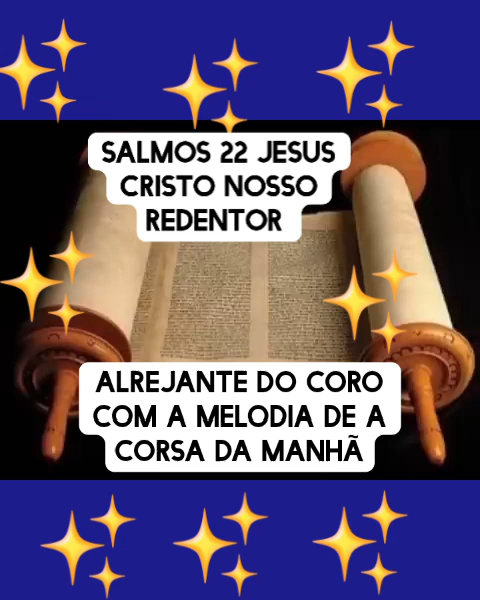 SALMOS 22 JESUS
CRISTO NOSSO
REDENTOR
ALREJANTE DO CORO
COM A MELODIA DE A
CORSA DA MANHÃ